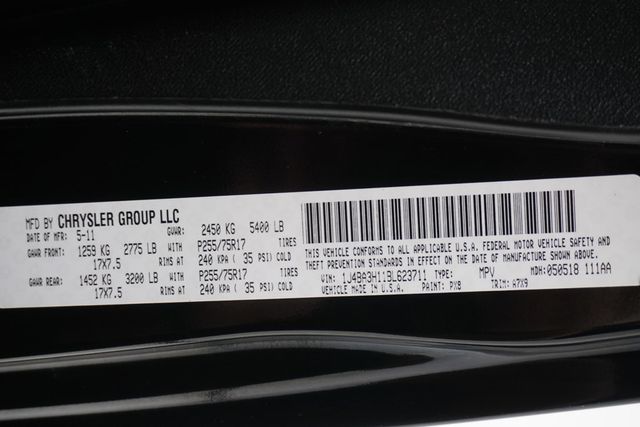 MFD BY CHRYSLER GROUP LLC
DATE OF MFR: 5-11 GVWR: 2450 KG 5400 LB
GAWR FRONT: 1259 KG 2775 LB WITH P255/75R17 TIRES
17X7.5 RIMS AT 240 KPA ( 35 PSI) COLD
GAWR REAR: 1452 KG 3200 LB WITH P255/75R17 TIRES
17X7.5 RIMS AT 240 KPA ( 35 PSI) COLD
THIS VEHICLE CONFORMS TO ALL APPLICABLE U.S.A. FEDERAL MOTOR VEHICLE SAFETY AND
THEFT PREVENTION STANDARDS IN EFFECT ON THE DATE OF MANUFACTURE SHOWN ABOVE.
VIN: 1J4BA3H11BL623711 TYPE: MPV MDH: 050518 111AA
VEHICLE MADE IN U.S.A. PAINT: PX8 TRIM: A7X9